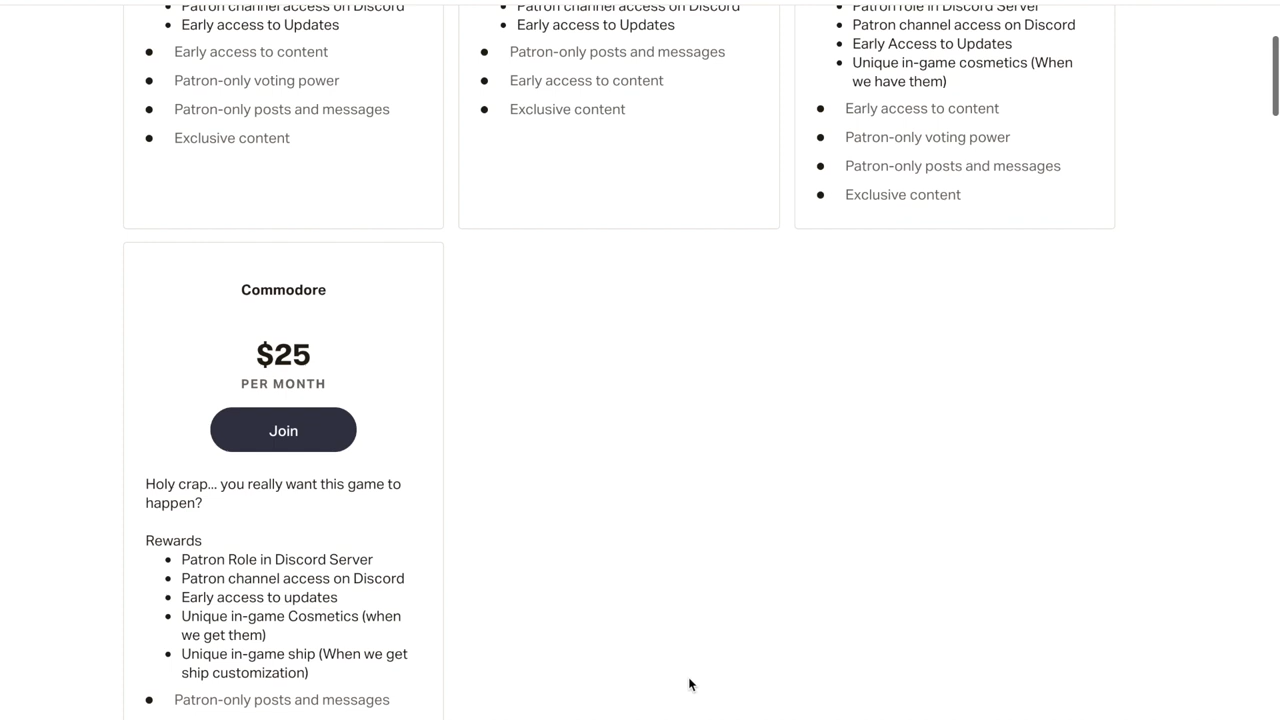 Patron channel access on Discord
Early access to Updates
Early access to content
Patron-only voting power
Patron-only posts and messages
Exclusive content
Patron channel access on Discord
Early access to Updates
Patron-only posts and messages
Early access to content
Exclusive content
Patron role in Discord Server
Patron channel access on Discord
Early Access to Updates
Unique in-game cosmetics (When
we have them)
Early access to content
Patron-only voting power
Patron-only posts and messages
Exclusive content
Commodore
$25
PER MONTH
Join
Holy crap... you really want this game to
happen?
Rewards
Patron Role in Discord Server
Patron channel access on Discord
Early access to updates
Unique in-game Cosmetics (when
we get them)
Unique in-game ship (When we get
ship customization)
Patron-only posts and messages